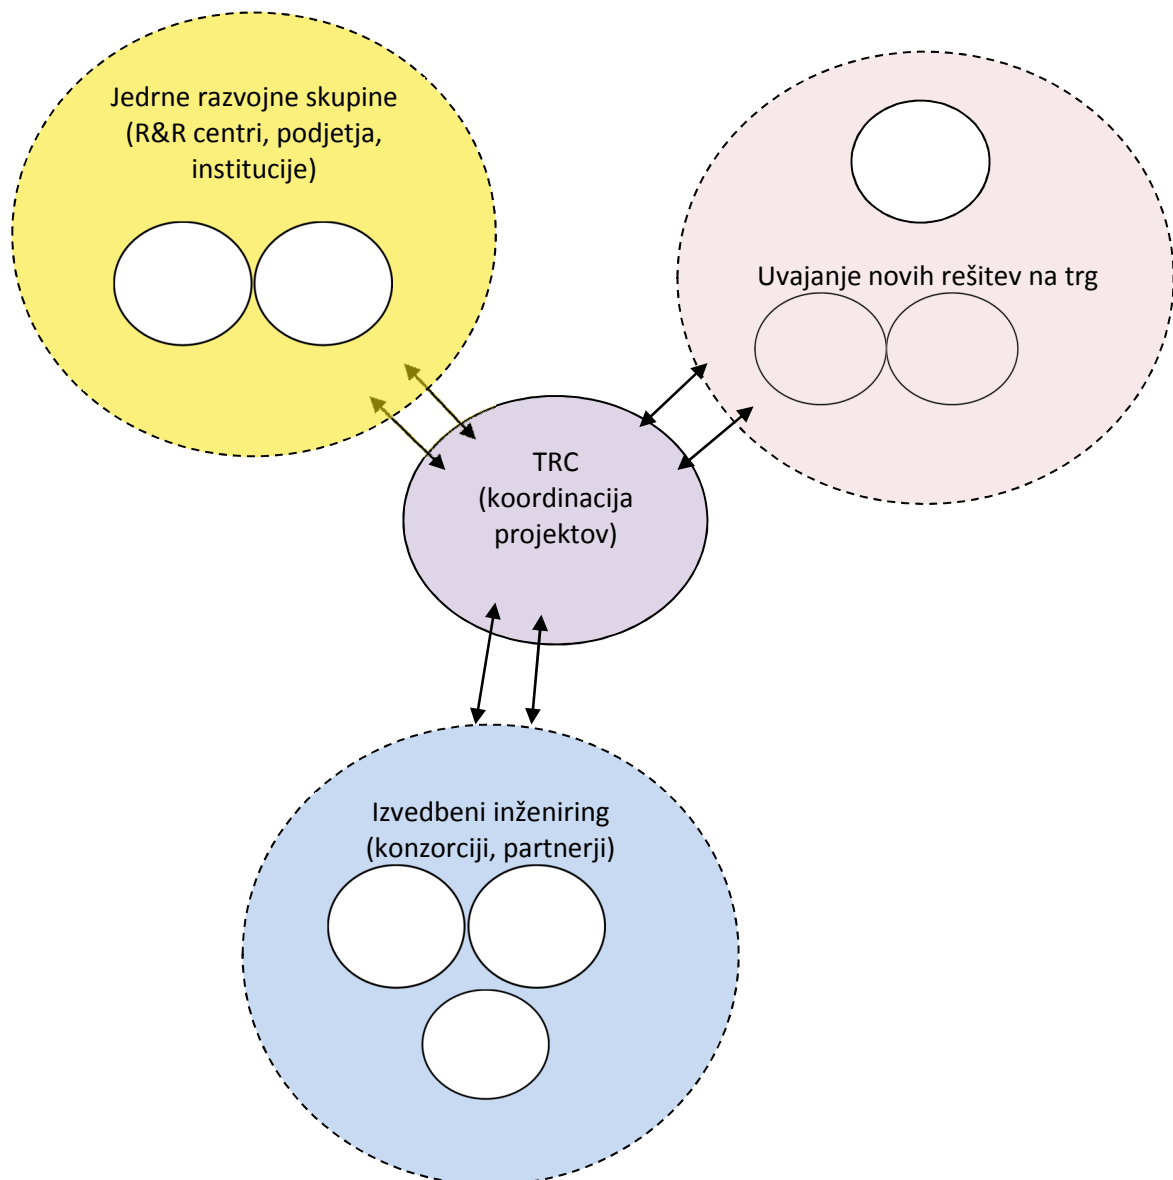 Jedrne razvojne skupine
(R&R centri, podjetja,
institucije)
Uvajanje novih rešitev na trg
TRC
(koordinacija
projektov)
Izvedbeni inženiring
(konzorciji, partnerji)